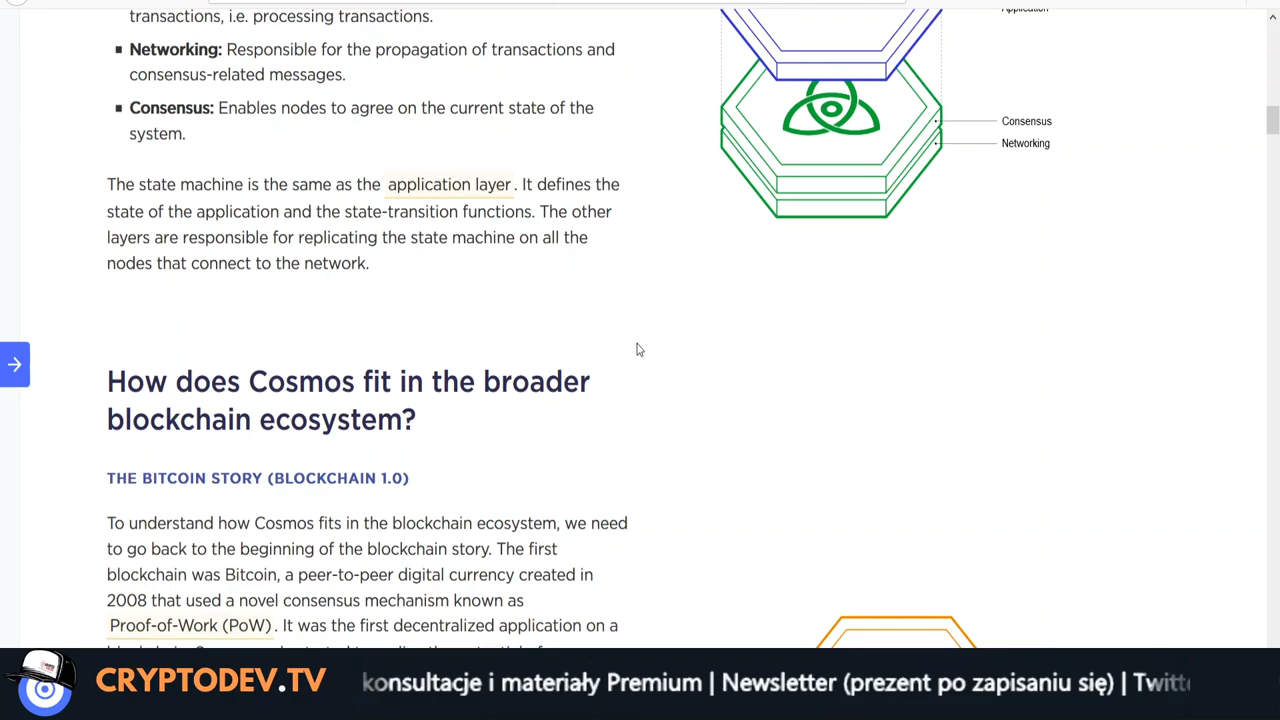 transactions, i.e. processing transactions.
Application
▪ Networking: Responsible for the propagation of transactions and
consensus-related messages.
▪ Consensus: Enables nodes to agree on the current state of the
system.
Consensus
Networking
The state machine is the same as the application layer. It defines the
state of the application and the state-transition functions. The other
layers are responsible for replicating the state machine on all the
nodes that connect to the network.
How does Cosmos fit in the broader
blockchain ecosystem?
THE BITCOIN STORY (BLOCKCHAIN 1.0)
To understand how Cosmos fits in the blockchain ecosystem, we need
to go back to the beginning of the blockchain story. The first
blockchain was Bitcoin, a peer-to-peer digital currency created in
2008 that used a novel consensus mechanism known as
Proof-of-Work (PoW). It was the first decentralized application on a
CRYPTODEV.TV
konsultacje i materiały Premium | Newsletter (prezent po zapisaniu się) | Twitt